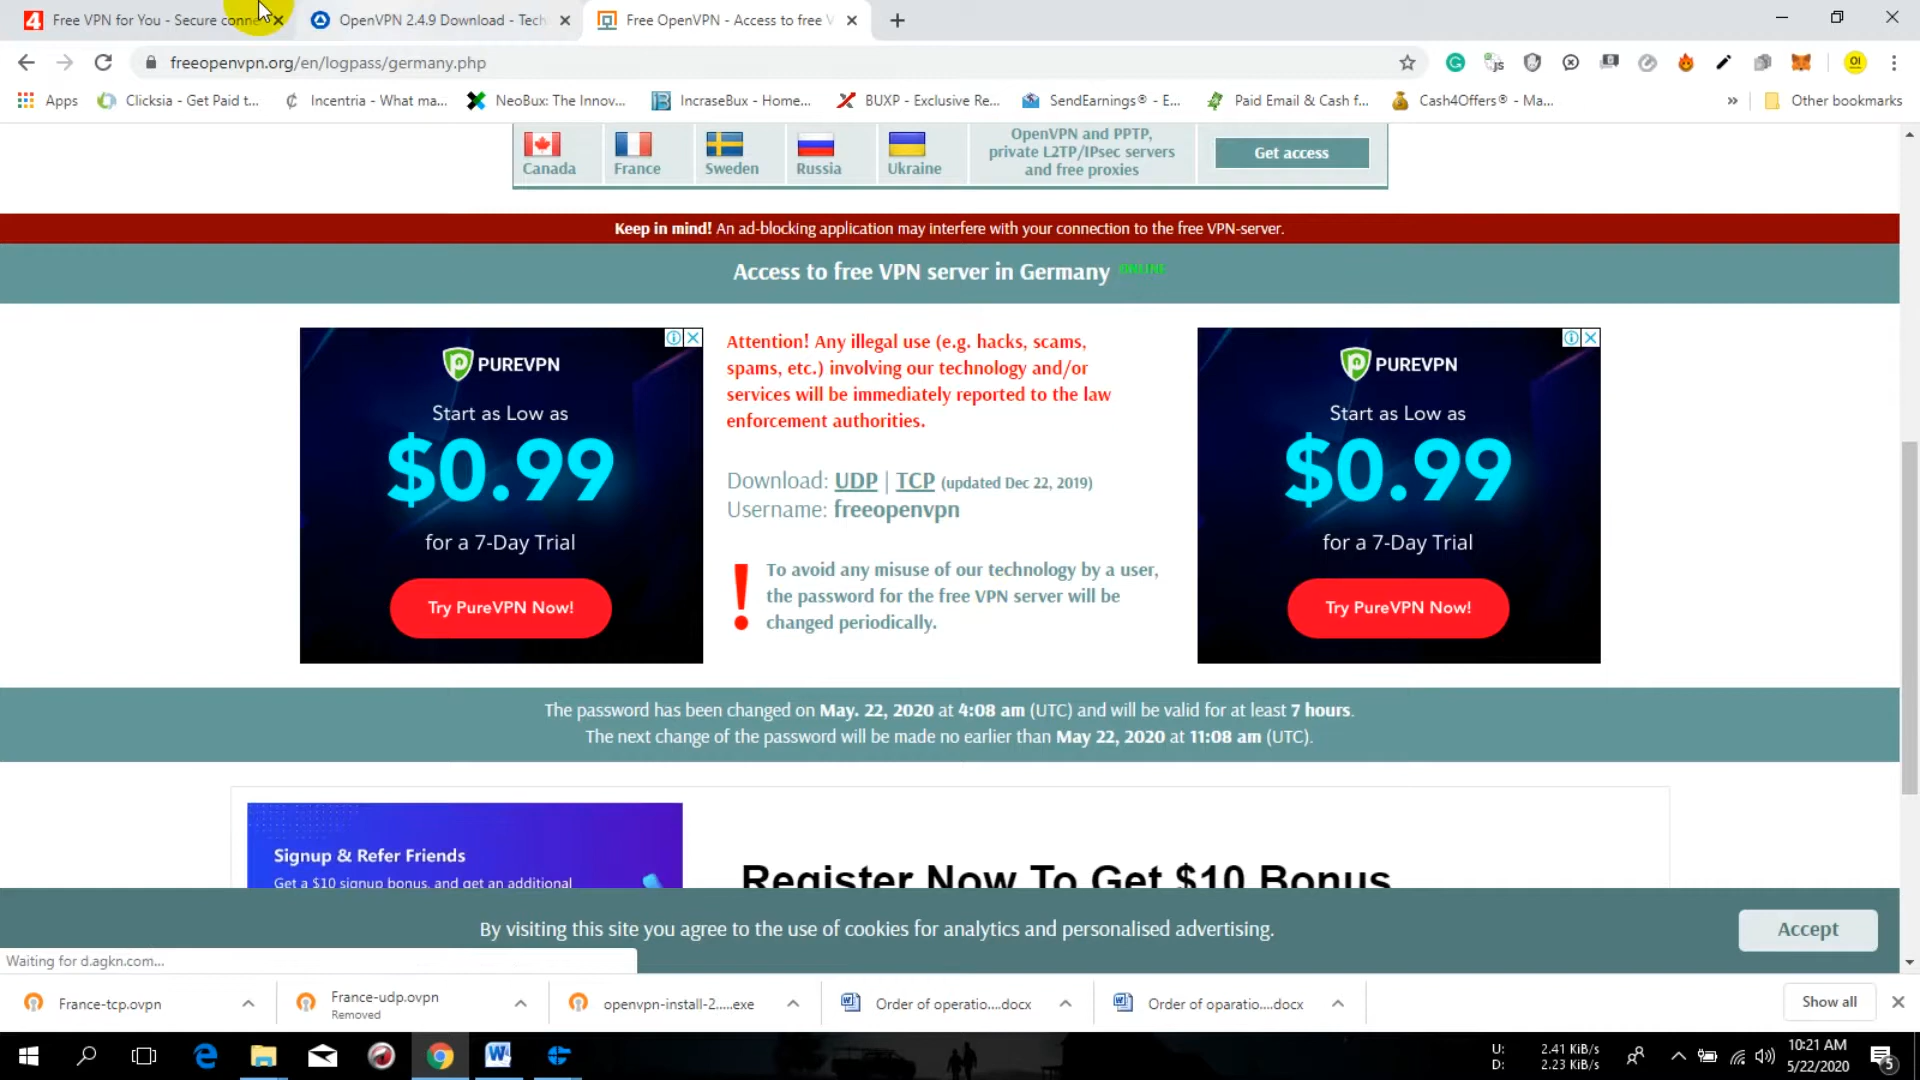 Free VPN for You - Secure conne
OpenVPN 2.4.9 Download - Tech
Free OpenVPN - Access to free V
freeopenvpn.org/en/logpass/germany.php
Apps
Clicksia - Get Paid t...
Incentria - What ma...
NeoBux: The Innov...
IncraseBux - Home...
BUXP - Exclusive Re...
SendEarnings® - E...
Paid Email & Cash f...
Cash4Offers® - Ma...
Other bookmarks
Canada
France
Sweden
Russia
Ukraine
OpenVPN and PPTP,
private L2TP/IPsec servers
and free proxies
Get access
Keep in mind! An ad-blocking application may interfere with your connection to the free VPN-server.
Access to free VPN server in Germany ONLINE
PUREVPN
Start as Low as
$0.99
for a 7-Day Trial
Try PureVPN Now!
Attention! Any illegal use (e.g. hacks, scams,
spams, etc.) involving our technology and/or
services will be immediately reported to the law
enforcement authorities.
Download: UDP | TCP (updated Dec 22, 2019)
Username: freeopenvpn
! To avoid any misuse of our technology by a user,
the password for the free VPN server will be
changed periodically.
PUREVPN
Start as Low as
$0.99
for a 7-Day Trial
Try PureVPN Now!
The password has been changed on May. 22, 2020 at 4:08 am (UTC) and will be valid for at least 7 hours.
The next change of the password will be made no earlier than May 22, 2020 at 11:08 am (UTC).
Signup & Refer Friends
Get a $10 signup bonus, and get an additional
Register Now To Get $10 Bonus
By visiting this site you agree to the use of cookies for analytics and personalised advertising.
Accept
Waiting for d.agkn.com...
France-tcp.ovpn
France-udp.ovpn
Removed
openvpn-install-2.....exe
Order of operatio....docx
Order of oparatio....docx
Show all
U: 2.41 KiB/s
D: 2.23 KiB/s
10:21 AM
5/22/2020
5